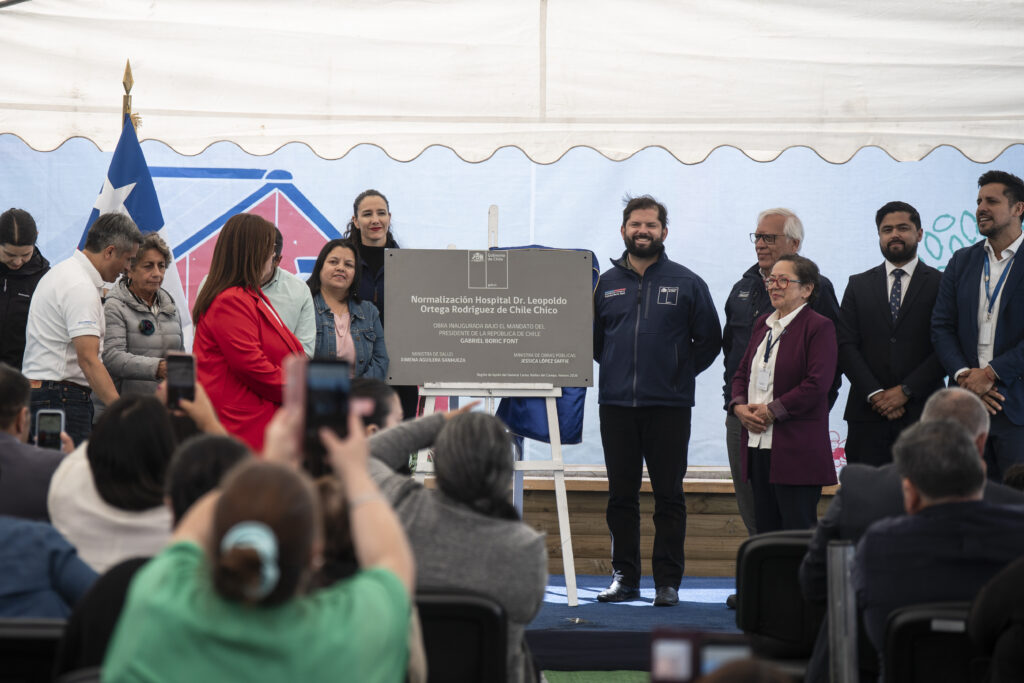 Gobierno
de Chile
Normalización Hospital Dr. Leopoldo
Ortega Rodríguez de Chile Chico
OBRA INAUGURADA BAJO EL MANDATO DEL
PRESIDENTE DE LA REPÚBLICA DE CHILE
GABRIEL BORIC FONT
MINISTRA DE SALUD
XIMENA AGUILERA SANHUEZA
MINISTRA DE OBRAS PÚBLICAS
JESSICA LÓPEZ SAFFIE